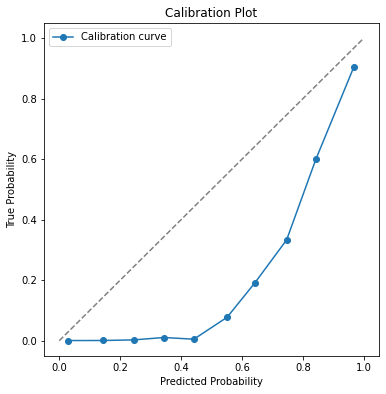 Calibration Plot
Calibration curve
1.0
0.8
0.6
0.4
0.2
0.0
True Probability
0.0 0.2 0.4 0.6 0.8 1.0
Predicted Probability